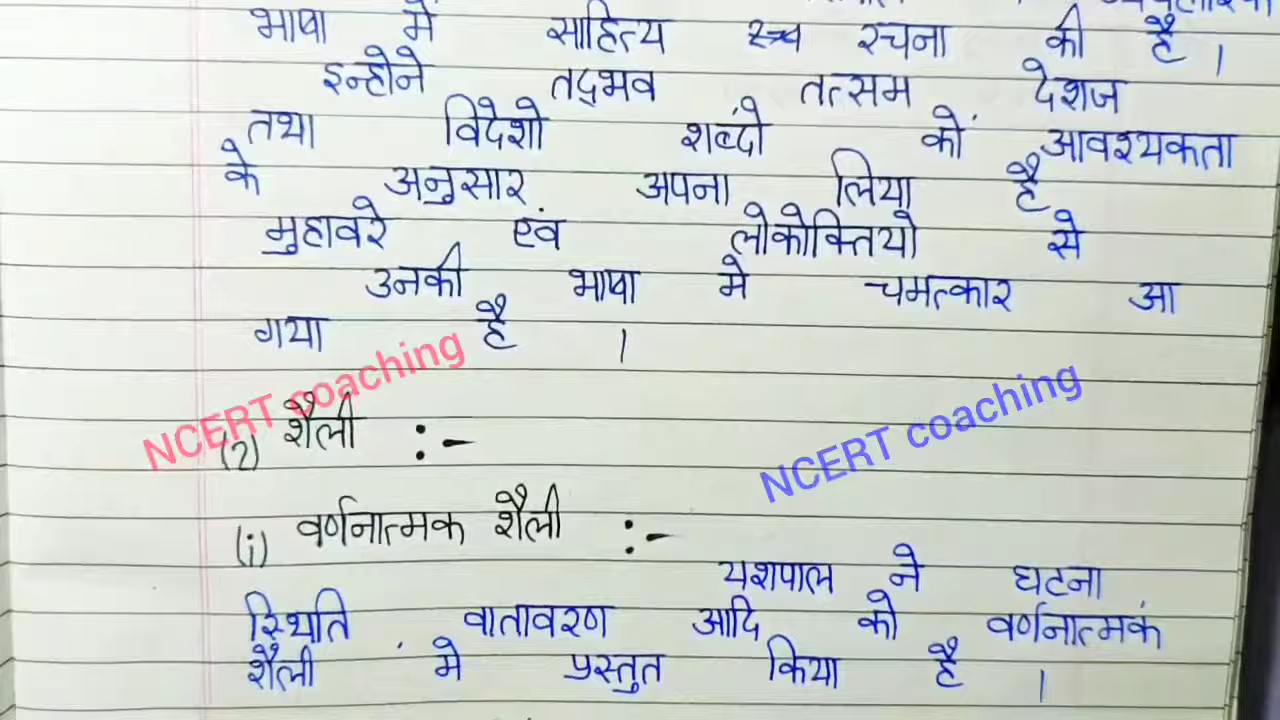 भाषा में साहित्य रचना की है ।
इन्होने तद्‌भव तत्सम देशज
तथा विदेशो शब्दों को आवश्यकता
के अनुसार अपना लिया है
मुहावरे एवं लोकोक्तियो से
उनकी भाषा मे चमत्कार आ
गया है ।
NCERT coaching
(2) शैली :-
NCERT coaching
(i) वर्णनात्मक शैली :-
यशपाल ने घटना
स्थिति वातावरण आदि को वर्णनात्मक
शैली मे प्रस्तुत किया है ।